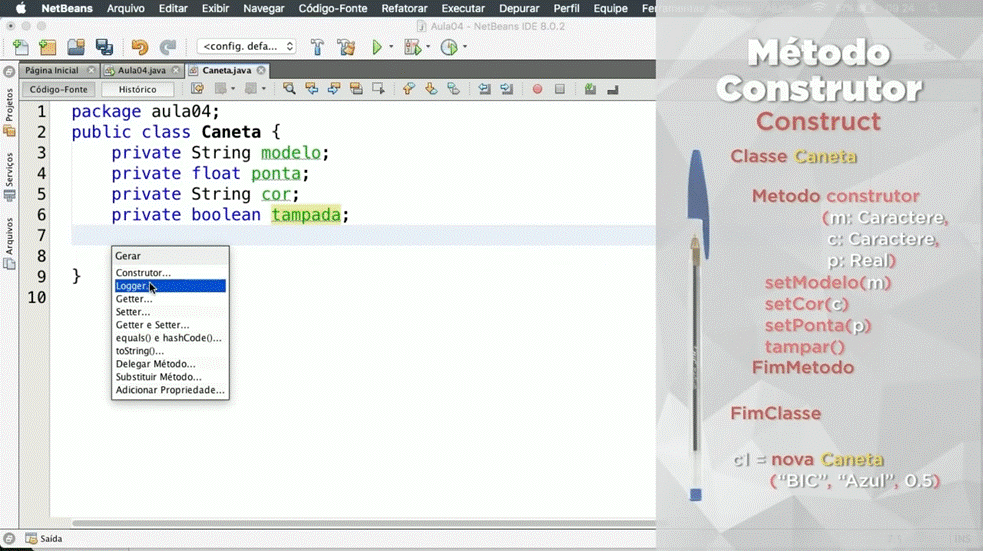 NetBeans Arquivo Editar Exibir Navegar Código-Fonte Refatorar Executar Depurar Perfil Equipe
Aula04 - NetBeans IDE 8.0.2
<config. defa...
Página Inicial Aula04.java Caneta.java
Código-Fonte Histórico
Projetos
Serviços
Arquivos
1 package aula04;
2 public class Caneta {
3 private String modelo;
4 private float ponta;
5 private String cor;
6 private boolean tampada;
7
8
9 }
10
Gerar
Construtor...
Logger...
Getter...
Setter...
Getter e Setter...
equals() e hashCode()...
toString()...
Delegar Método...
Substituir Método...
Adicionar Propriedade...
Saída
INS
Método
Construtor
Construct
Classe Caneta
Metodo construtor
(m: Caractere,
c: Caractere,
p: Real)
setModelo(m)
setCor(c)
setPonta(p)
tampar()
FimMetodo
FimClasse
c1 = nova Caneta
("BIC", "Azul", 0.5)